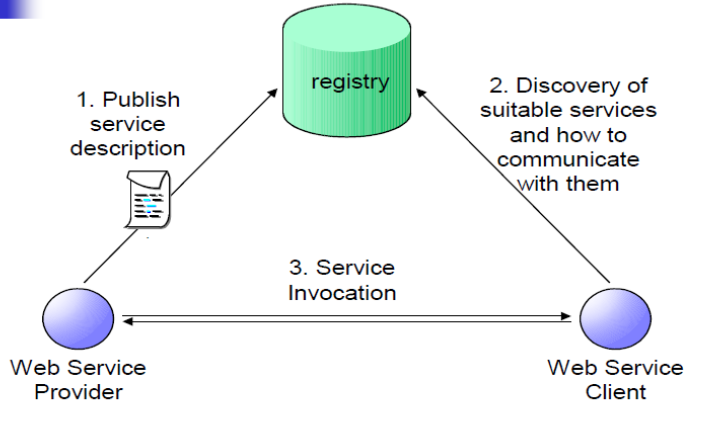 registry
1. Publish
service
description
2. Discovery of
suitable services
and how to
communicate
with them
3. Service
Invocation
Web Service
Provider
Web Service
Client